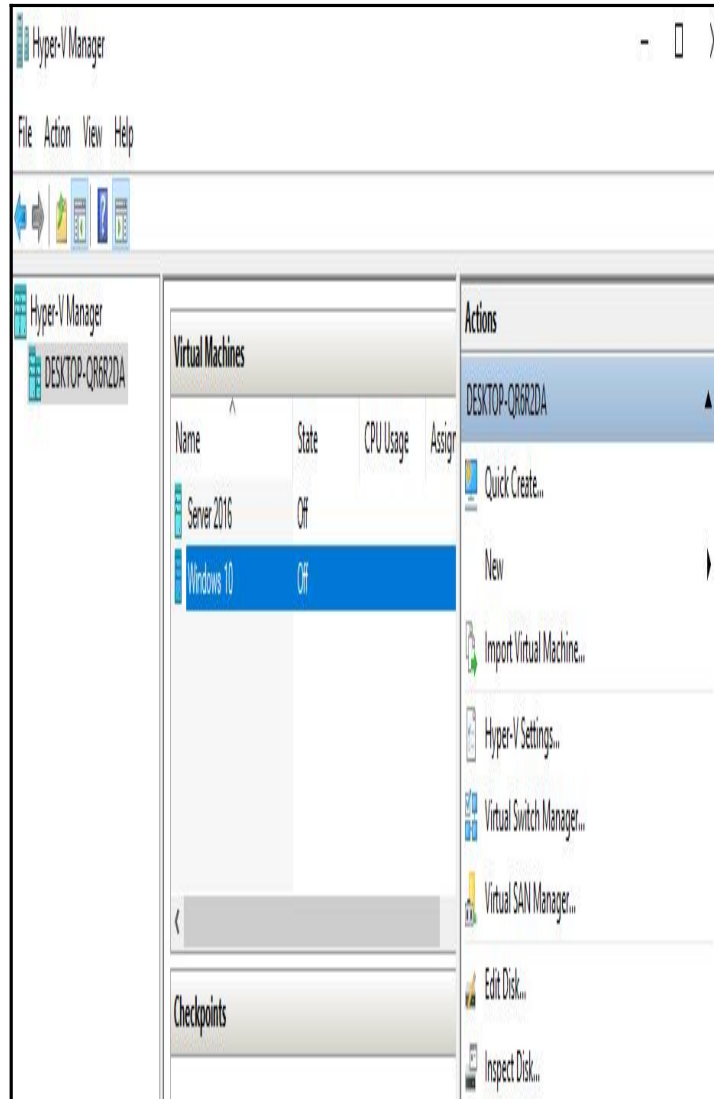 Hyper-V Manager
File Action View Help
Hyper-V Manager
DESKTOP-QR6R2DA
Virtual Machines
Name State CPU Usage Assigr
Server 2016 Off
Windows 10 Off
Checkpoints
Actions
DESKTOP-QR6R2DA
Quick Create...
New
Import Virtual Machine...
Hyper-V Settings...
Virtual Switch Manager...
Virtual SAN Manager...
Edit Disk...
Inspect Disk...